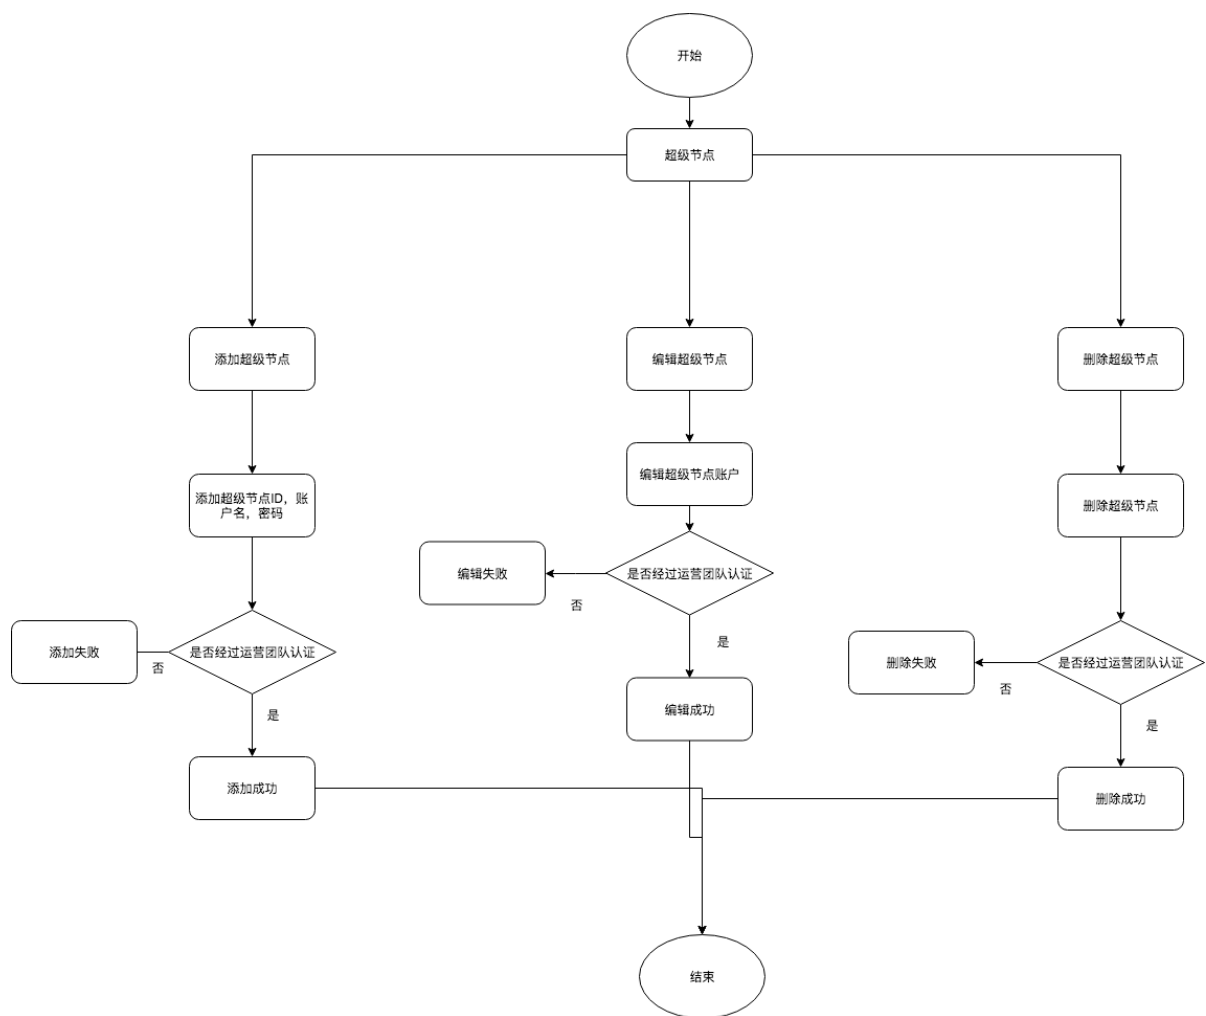 开始
超级节点
添加超级节点
编辑超级节点
删除超级节点
编辑超级节点账户
添加超级节点ID，账
户名，密码
删除超级节点
编辑失败
是否经过运营团队认证
否
是
添加失败
是否经过运营团队认证
否
是
删除失败
是否经过运营团队认证
否
是
编辑成功
添加成功
删除成功
结束